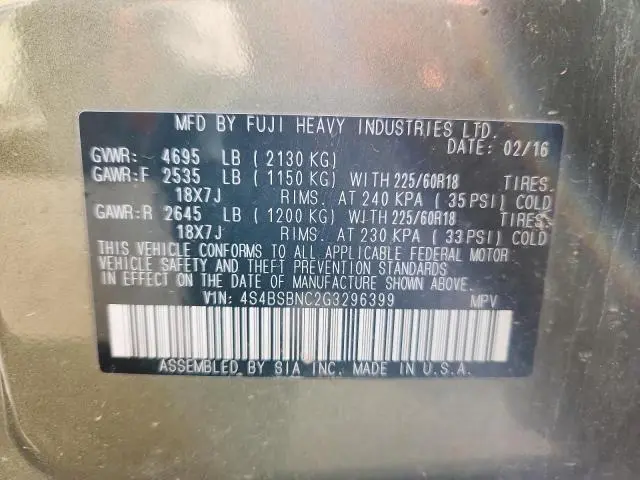 MFD BY FUJI HEAVY INDUSTRIES LTD.
DATE: 02/16
GVWR: 4695 LB ( 2130 KG)
GAWR:F 2535 LB ( 1150 KG) WITH 225/60R18 TIRES.
18X7J RIMS. AT 240 KPA ( 35 PSI) COLD
GAWR:R 2645 LB ( 1200 KG) WITH 225/60R18 TIRES.
18X7J RIMS. AT 230 KPA ( 33 PSI) COLD
THIS VEHICLE CONFORMS TO ALL APPLICABLE FEDERAL MOTOR
VEHICLE SAFETY AND THEFT PREVENTION STANDARDS
IN EFFECT ON THE DATE OF MANUFACTURE SHOWN ABOVE.
VIN: 4S4BSBNC2G3296399 MPV
ASSEMBLED BY SIA INC. MADE IN U.S.A.